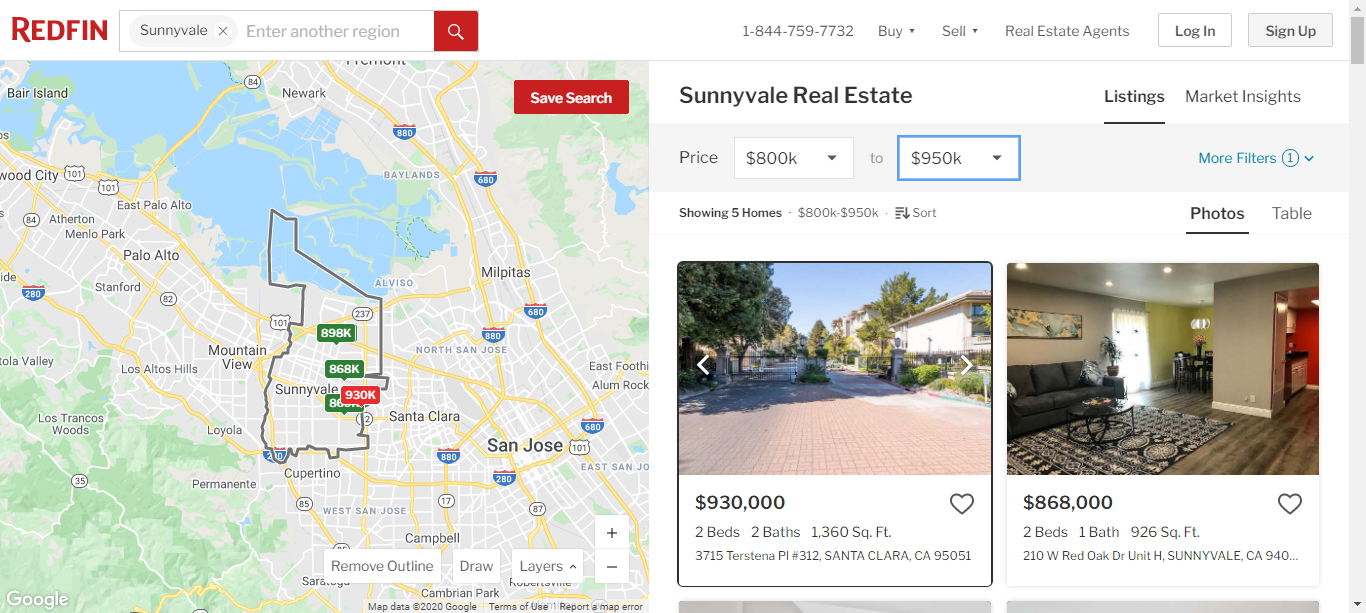 REDFIN
Sunnyvale
Enter another region
1-844-759-7732
Buy
Sell
Real Estate Agents
Log In
Sign Up
Fremont
84
Bair Island
Newark
Save Search
880
BAYLANDS
680
wood City
101
101
East Palo Alto
84
Atherton
Menlo Park
Palo Alto
Milpitas
280
Stanford
82
ALVISO
237
101
680
880
898K
NORTH SAN JOSE
Mountain
View
Los Altos Hills
868K
East Foothi
Alum Rock
Sunnyvale
930K
Los Trancos
Woods
Santa Clara
Loyola
680
San Jose
101
880
EAST SAN JO
280
280
Cupertino
Permanente
35
85
17
87
WEST SAN JOSE
Campbell
+
Remove Outline
Draw
Layers
−
Cambrian Park
Google
Map data ©2020 Google
Terms of Use
Report a map error
Sunnyvale Real Estate
Listings
Market Insights
Price
$800k
to
$950k
More Filters 1
Showing 5 Homes · $800k-$950k · Sort
Photos
Table
$930,000
2 Beds 2 Baths 1,360 Sq. Ft.
3715 Terstena Pl #312, SANTA CLARA, CA 95051
$868,000
2 Beds 1 Bath 926 Sq. Ft.
210 W Red Oak Dr Unit H, SUNNYVALE, CA 940...